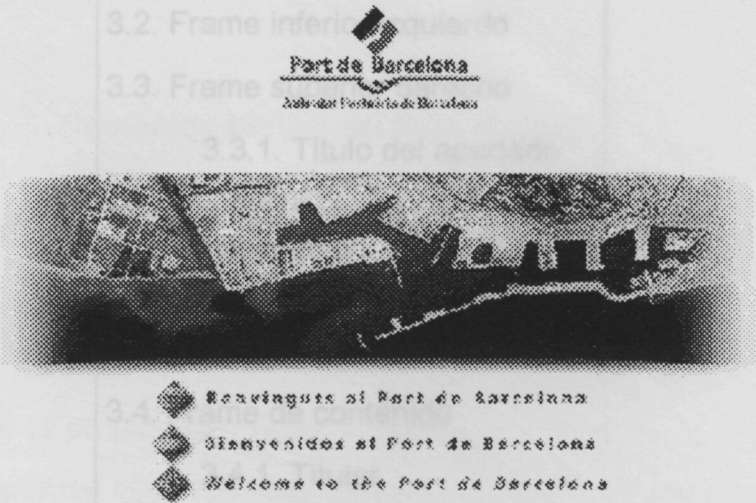 3.2. Frame inferior izquierdo
Port de Barcelona
3.3. Frame superior derecho
3.3.1. Título del apartado
Benvinguts al Port de Barcelona
3.4. Frame de contenido
Bienvenidos al Port de Barcelona
3.4.1. Titular
Welcome to the Port de Barcelona